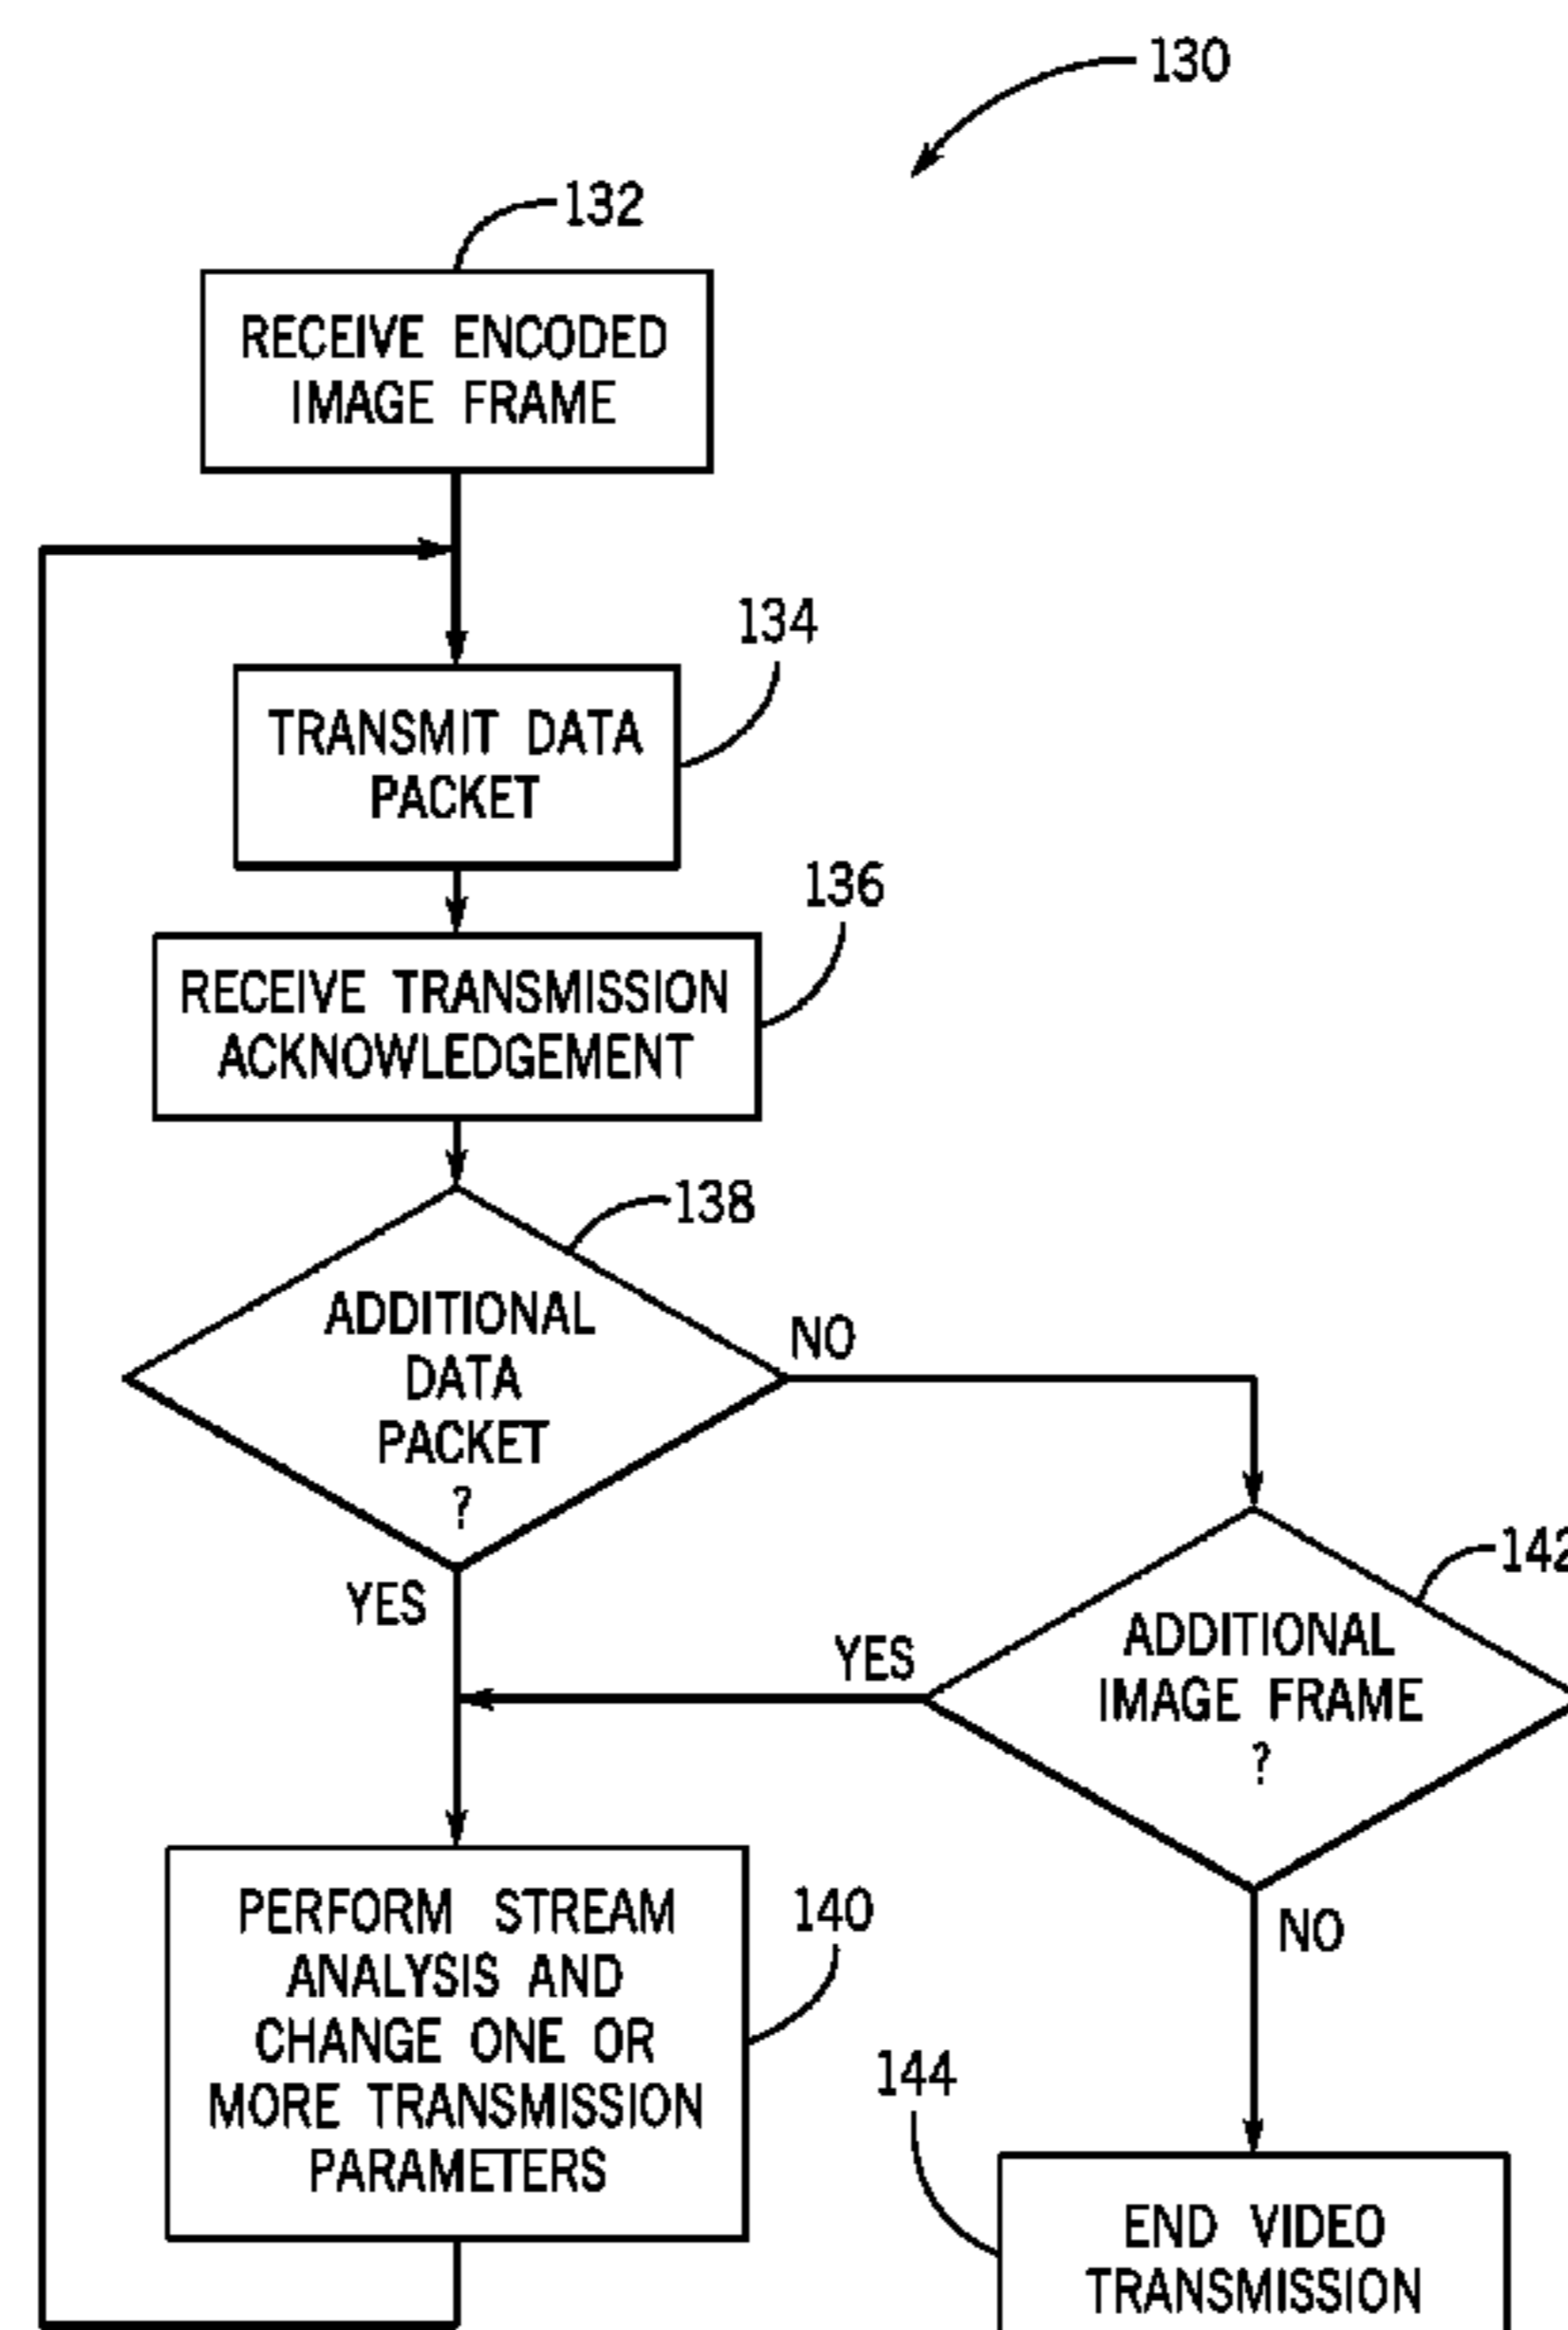 130
132
RECEIVE ENCODED
IMAGE FRAME
134
TRANSMIT DATA
PACKET
136
RECEIVE TRANSMISSION
ACKNOWLEDGEMENT
138
ADDITIONAL
DATA
PACKET
?
NO
YES
142
ADDITIONAL
IMAGE FRAME
?
YES
NO
140
PERFORM STREAM
ANALYSIS AND
CHANGE ONE OR
MORE TRANSMISSION
PARAMETERS
144
END VIDEO
TRANSMISSION